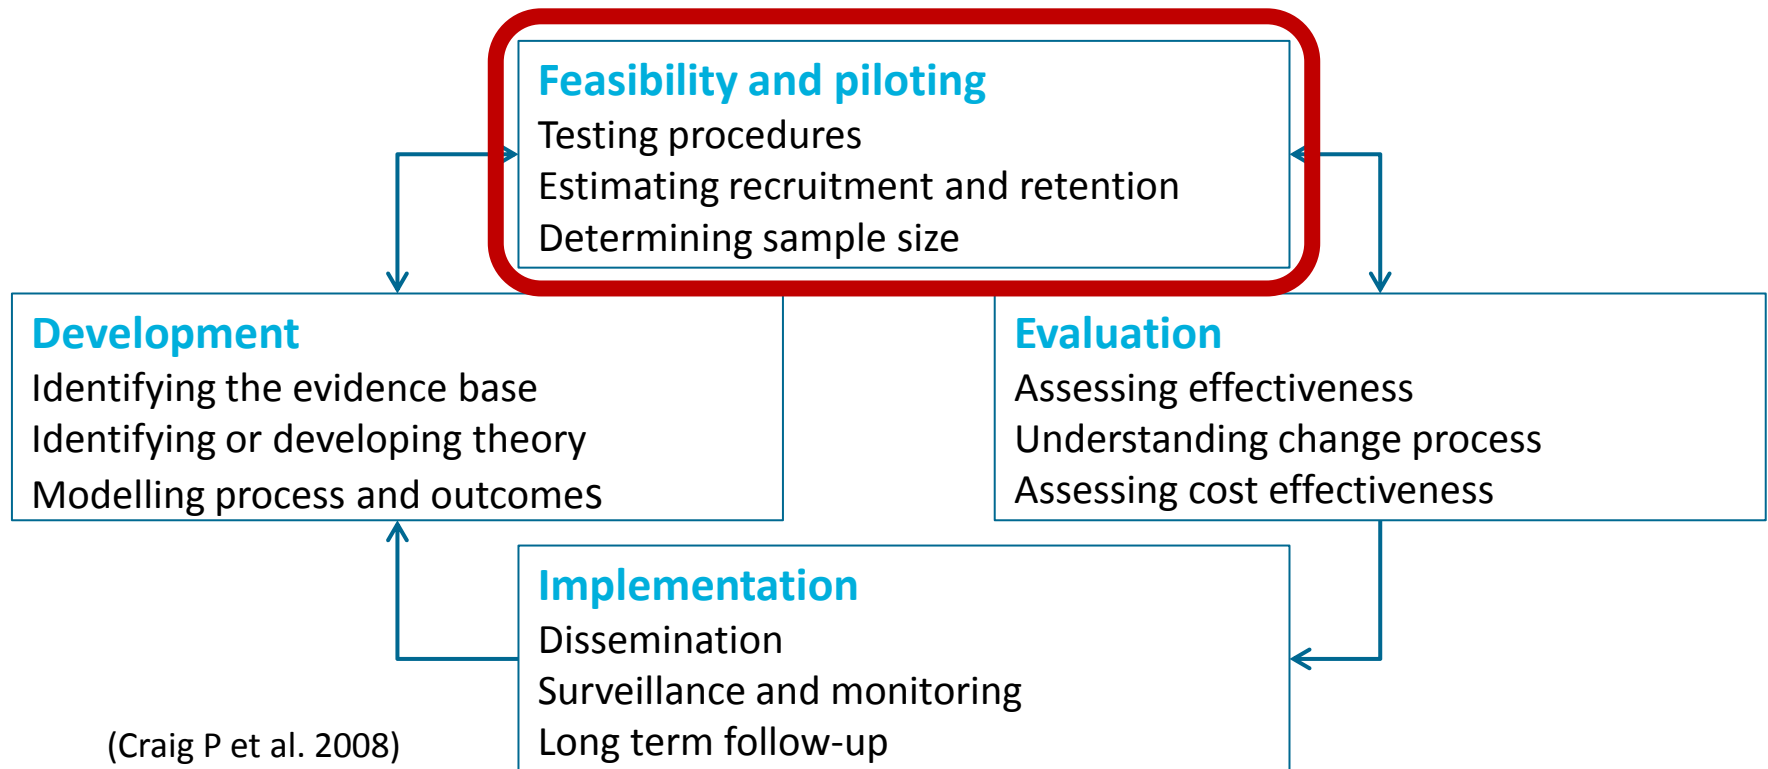 Feasibility and piloting
Testing procedures
Estimating recruitment and retention
Determining sample size
Development
Identifying the evidence base
Identifying or developing theory
Modelling process and outcomes
Evaluation
Assessing effectiveness
Understanding change process
Assessing cost effectiveness
Implementation
Dissemination
Surveillance and monitoring
Long term follow-up
(Craig P et al. 2008)